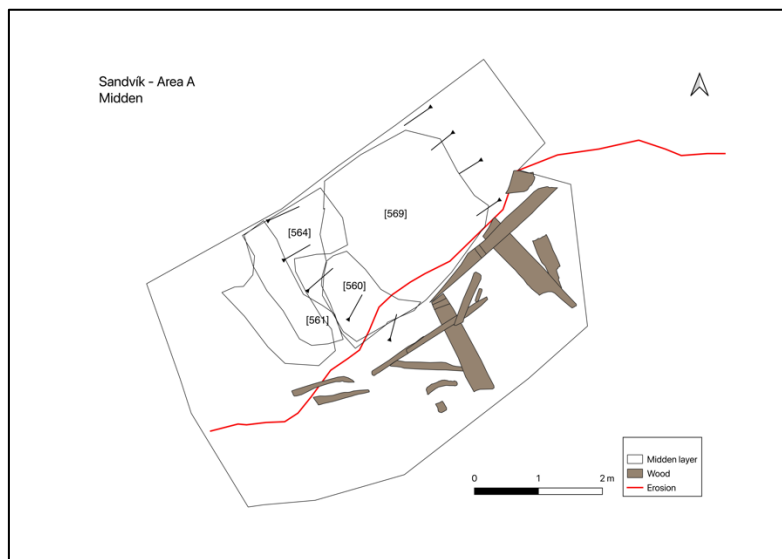 Sandvík - Area A
Midden
[569]
[564]
[560]
[561]
Midden layer
Wood
Erosion
0 1 2 m